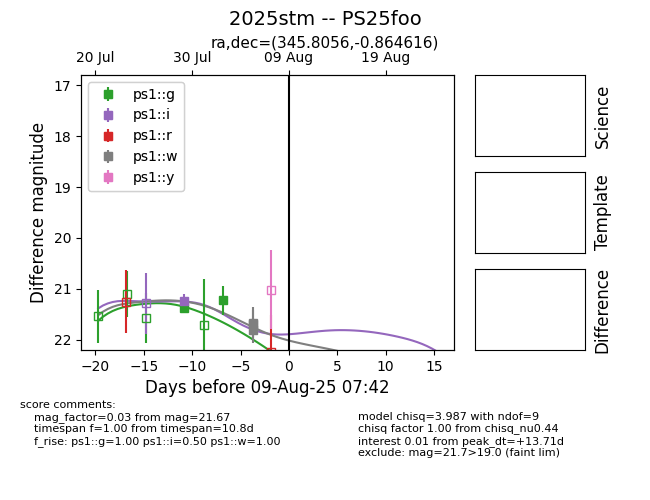 2025stm -- PS25foo
ra,dec=(345.8056,-0.864616)
20 Jul 30 Jul 09 Aug 19 Aug
ps1::g
ps1::i
ps1::r
ps1::w
ps1::y
17
18
19
20
21
22
Difference magnitude
−20 −15 −10 −5 0 5 10 15
Days before 09-Aug-25 07:42
Science
Template
Difference
score comments:
mag_factor=0.03 from mag=21.67
timespan f=1.00 from timespan=10.8d
f_rise: ps1::g=1.00 ps1::i=0.50 ps1::w=1.00
model chisq=3.987 with ndof=9
chisq factor 1.00 from chisq_nu0.44
interest 0.01 from peak_dt=+13.71d
exclude: mag=21.7>19.0 (faint lim)